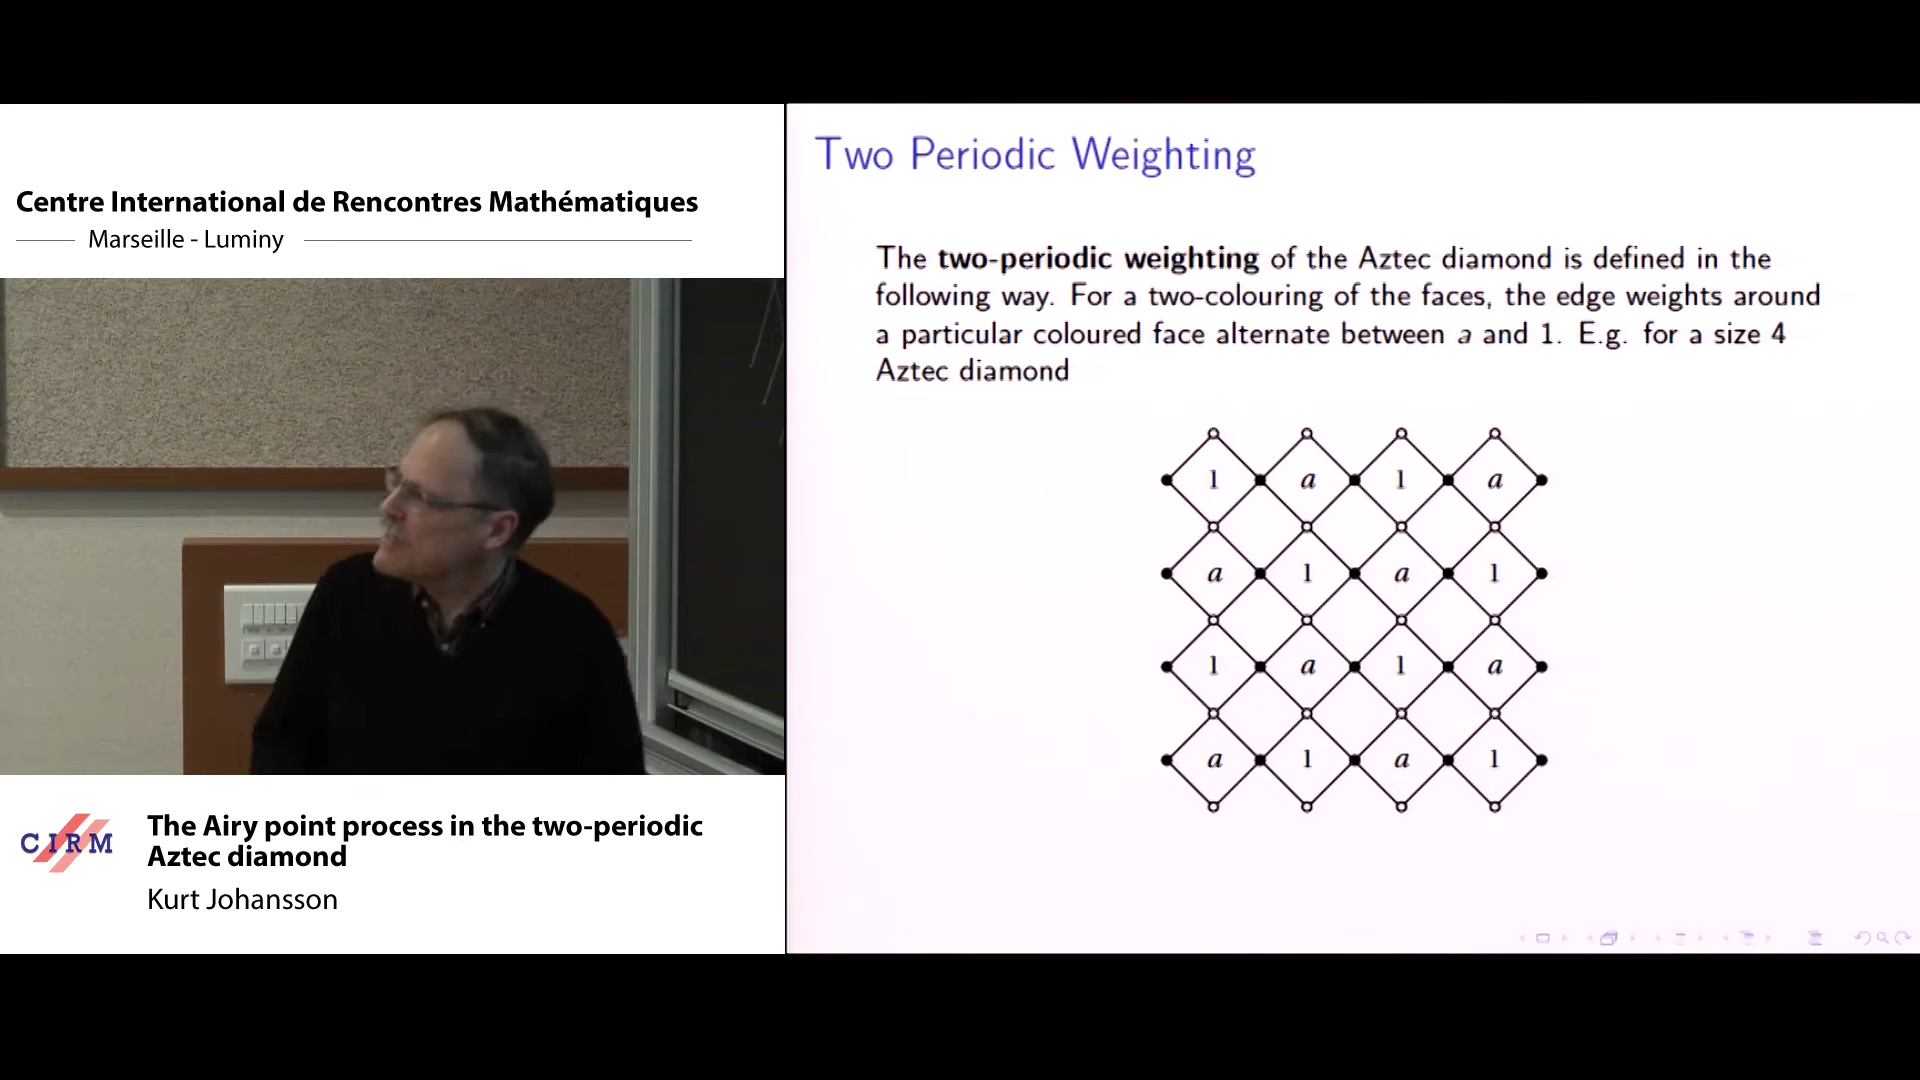 Centre International de Rencontres Mathématiques
Marseille - Luminy
CIRM
The Airy point process in the two-periodic
Aztec diamond
Kurt Johansson
Two Periodic Weighting
The two-periodic weighting of the Aztec diamond is defined in the
following way. For a two-colouring of the faces, the edge weights around
a particular coloured face alternate between a and 1. E.g. for a size 4
Aztec diamond
1 a 1 a
a 1 a 1
1 a 1 a
a 1 a 1